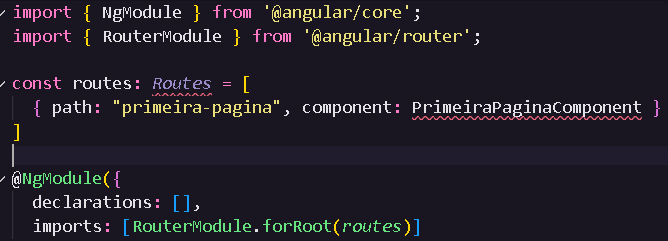 import { NgModule } from '@angular/core';
import { RouterModule } from '@angular/router';
const routes: Routes = [
{ path: "primeira-pagina", component: PrimeiraPaginaComponent }
]
@NgModule({
declarations: [],
imports: [RouterModule.forRoot(routes)]